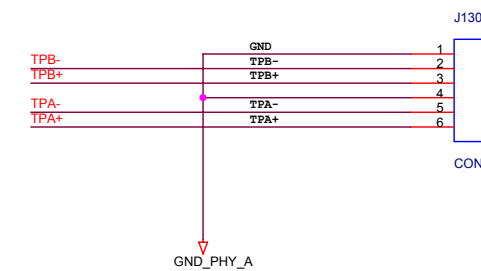 J130
GND 1
TPB- TPB- 2
TPB+ TPB+ 3
4
TPA- TPA- 5
TPA+ TPA+ 6
CON
GND_PHY_A